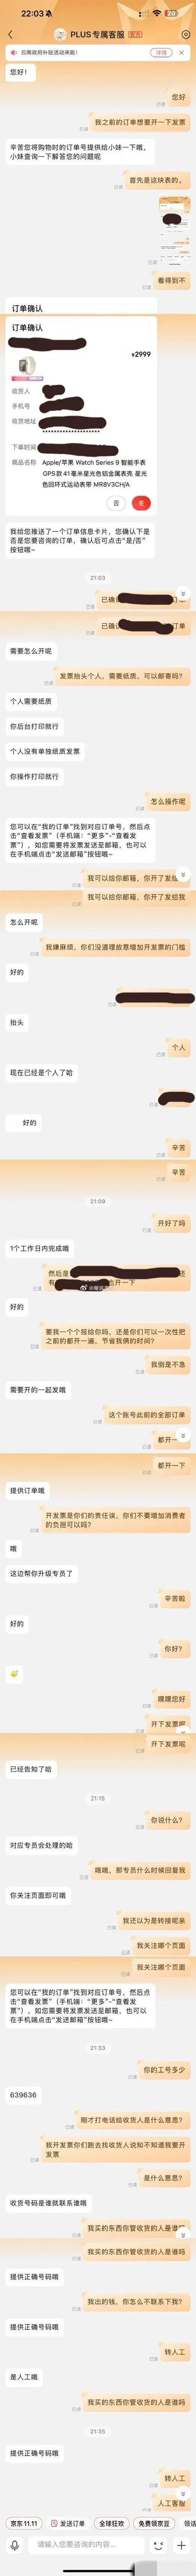 22:03
20
PLUS专属客服
官方
云南政府补贴活动来啦！
详情
您好！
您好
已读
我之前的订单想要开一下发票
已读
辛苦您将购物时的订单号提供给小妹一下哦，
小妹查询一下解答您的问题呢
首先是这块表的。
已读
已读
看得到不
已读
订单确认
订单确认
¥2999
收货人
手机号
收货地址
下单时间
商品名称
Apple/苹果 Watch Series 9 智能手表
GPS款41毫米星光色铝金属表壳 星光
色回环式运动表带 MR8V3CH/A
否
是
我给您推送了一个订单信息卡片，您确认下是
否是您要咨询的订单，确认后可点击“是/否”
按钮哦~
21:03
已确
订单
已读
已确
订单
已读
需要怎么开呢
发票抬头个人，需要纸质，可以邮寄吗？
已读
个人需要纸质
你后台打印就行
个人没有单独纸质发票
你操作打印就行
怎么操作呢
已读
您可以在“我的订单”找到对应订单号，然后点
击“查看发票”（手机端：“更多”-“查看发
票”），如您需要将发票发送至邮箱，也可以
在手机端点击“发送邮箱”按钮哦~
我可以给你邮箱，你开了发给
已读
我可以给你邮箱，你开了发给我
已读
怎么开呢
我嫌麻烦，你们没道理故意增加开发票的门槛
已读
好的
已读
抬头
个人
已读
现在已经是个人了哈
已读
好的
辛苦
已读
辛苦
已读
21:09
开好了吗
已读
1个工作日内完成哦
然后是
还
有
也开一下
已读
好的
要我一个个报给你吗，还是你们可以一次性把
之前的都开一遍，节省我俩的时间？
已读
我倒是不急
已读
需要开的一起发哦
这个账号此前的全部订单
已读
都开一
已读
都开一下
已读
提供订单哦
开发票是你们的责任诶，你们不要增加消费者
的负担可以吗？
已读
哦
这边帮你升级专员了
辛苦啦
已读
好的
你好？
已读
嘿嘿您好
已读
开下发票呢
已读
开下发票呢
已读
已经告知了哈
21:15
你说什么？
已读
对应专员会处理的哈
哦哦，那专员什么时候回复我
已读
你关注页面即可哦
我还以为是转接呢亲
已读
我关注哪个页面
已读
我关注哪个页面
已读
您可以在“我的订单”找到对应订单号，然后点
击“查看发票”（手机端：“更多”-“查看发
票”），如您需要将发票发送至邮箱，也可以
在手机端点击“发送邮箱”按钮哦~
21:33
你的工号多少
已读
639636
刚才打电话给收货人是什么意思？
已读
我开发票你们跑去找收货人说知不知道我要开
发票
已读
是什么意思？
已读
收货号码是谁就联系谁哦
我买的东西你管收货的人是谁
已读
我买的东西你管收货的人是谁吗
已读
提供正确号码哦
我出的钱，你怎么不联系下我？
已读
提供正确号码哦
转人工
已读
是人工哦
我买的东西你管收货的人是谁吗
已读
21:35
提供正确号码哦
转人工
已读
人工客服
京东 11.11
发送订单
全球狂欢
免费领京豆
请输入您要咨询的内容...